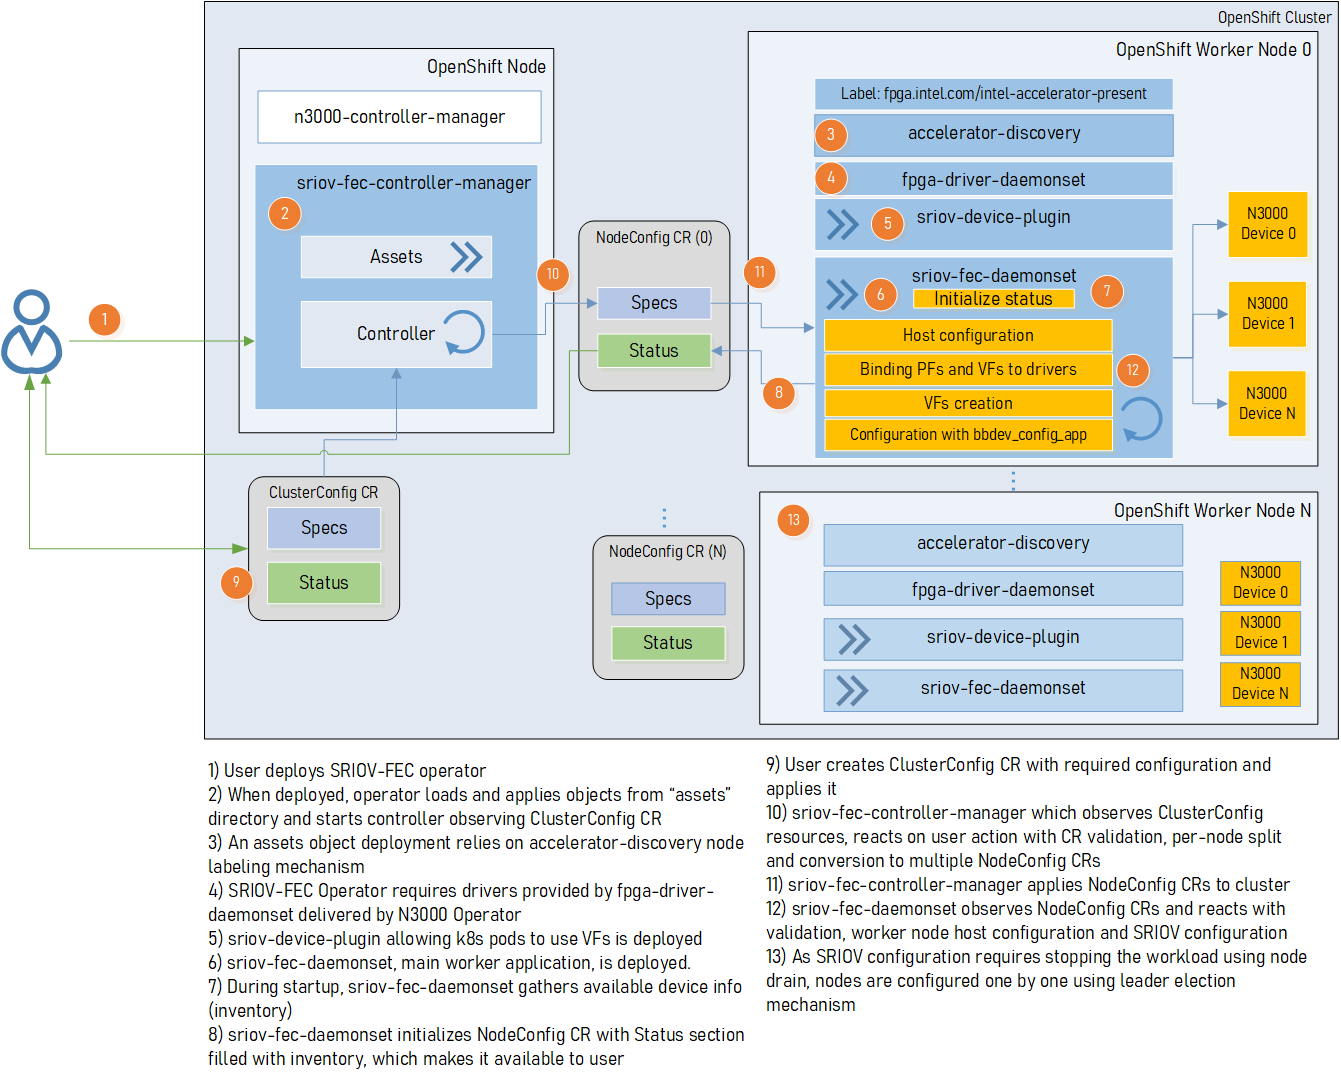 OpenShift Cluster
OpenShift Node
n3000-controller-manager
sriov-fec-controller-manager
2
Assets
Controller
1
10
NodeConfig CR (0)
Specs
Status
11
8
OpenShift Worker Node 0
Label: fpga.intel.com/intel-accelerator-present
3
accelerator-discovery
4
fpga-driver-daemonset
5
sriov-device-plugin
sriov-fec-daemonset
6
Initialize status
7
Host configuration
Binding PFs and VFs to drivers
12
VFs creation
Configuration with bbdev_config_app
N3000
Device 0
N3000
Device 1
N3000
Device N
ClusterConfig CR
Specs
Status
9
NodeConfig CR (N)
Specs
Status
OpenShift Worker Node N
13
accelerator-discovery
fpga-driver-daemonset
sriov-device-plugin
sriov-fec-daemonset
N3000
Device 0
N3000
Device 1
N3000
Device N
1) User deploys SRIOV-FEC operator
2) When deployed, operator loads and applies objects from “assets”
directory and starts controller observing ClusterConfig CR
3) An assets object deployment relies on accelerator-discovery node
labeling mechanism
4) SRIOV-FEC Operator requires drivers provided by fpga-driver-
daemonset delivered by N3000 Operator
5) sriov-device-plugin allowing k8s pods to use VFs is deployed
6) sriov-fec-daemonset, main worker application, is deployed.
7) During startup, sriov-fec-daemonset gathers available device info
(inventory)
8) sriov-fec-daemonset initializes NodeConfig CR with Status section
filled with inventory, which makes it available to user
9) User creates ClusterConfig CR with required configuration and
applies it
10) sriov-fec-controller-manager which observes ClusterConfig
resources, reacts on user action with CR validation, per-node split
and conversion to multiple NodeConfig CRs
11) sriov-fec-controller-manager applies NodeConfig CRs to cluster
12) sriov-fec-daemonset observes NodeConfig CRs and reacts with
validation, worker node host configuration and SRIOV configuration
13) As SRIOV configuration requires stopping the workload using node
drain, nodes are configured one by one using leader election
mechanism